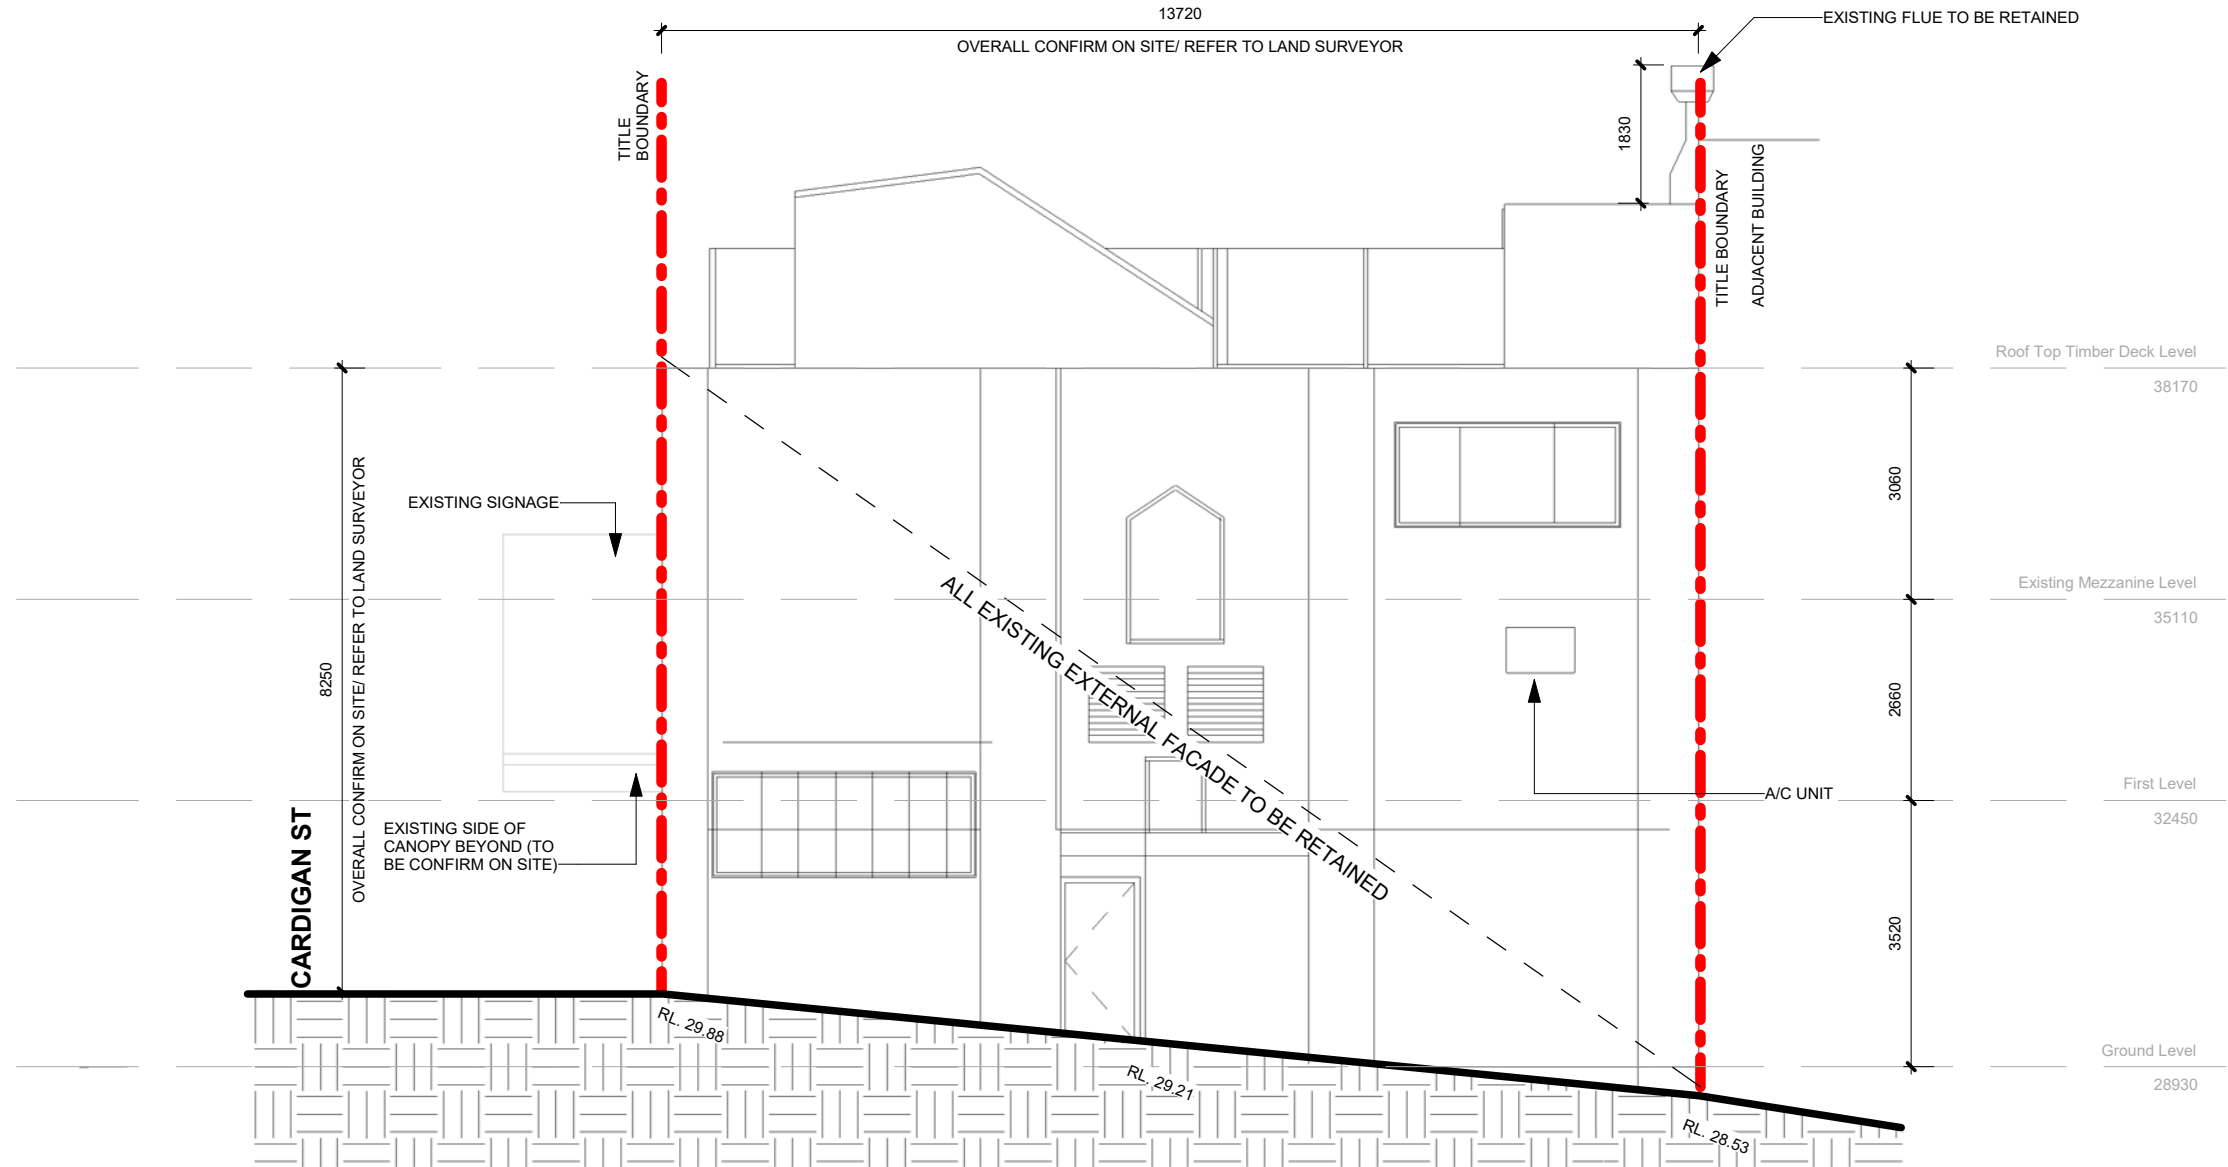 13720
OVERALL CONFIRM ON SITE/ REFER TO LAND SURVEYOR
EXISTING FLUE TO BE RETAINED
TITLE
BOUNDARY
1830
TITLE BOUNDARY
ADJACENT BUILDING
Roof Top Timber Deck Level
38170
EXISTING SIGNAGE
OVERALL CONFIRM ON SITE/ REFER TO LAND SURVEYOR
8250
3060
ALL EXISTING EXTERNAL FACADE TO BE RETAINED
Existing Mezzanine Level
35110
2660
A/C UNIT
First Level
32450
CARDIGAN ST
EXISTING SIDE OF
CANOPY BEYOND (TO
BE CONFIRM ON SITE)
3520
RL. 29.88
RL. 29.21
RL. 28.53
Ground Level
28930